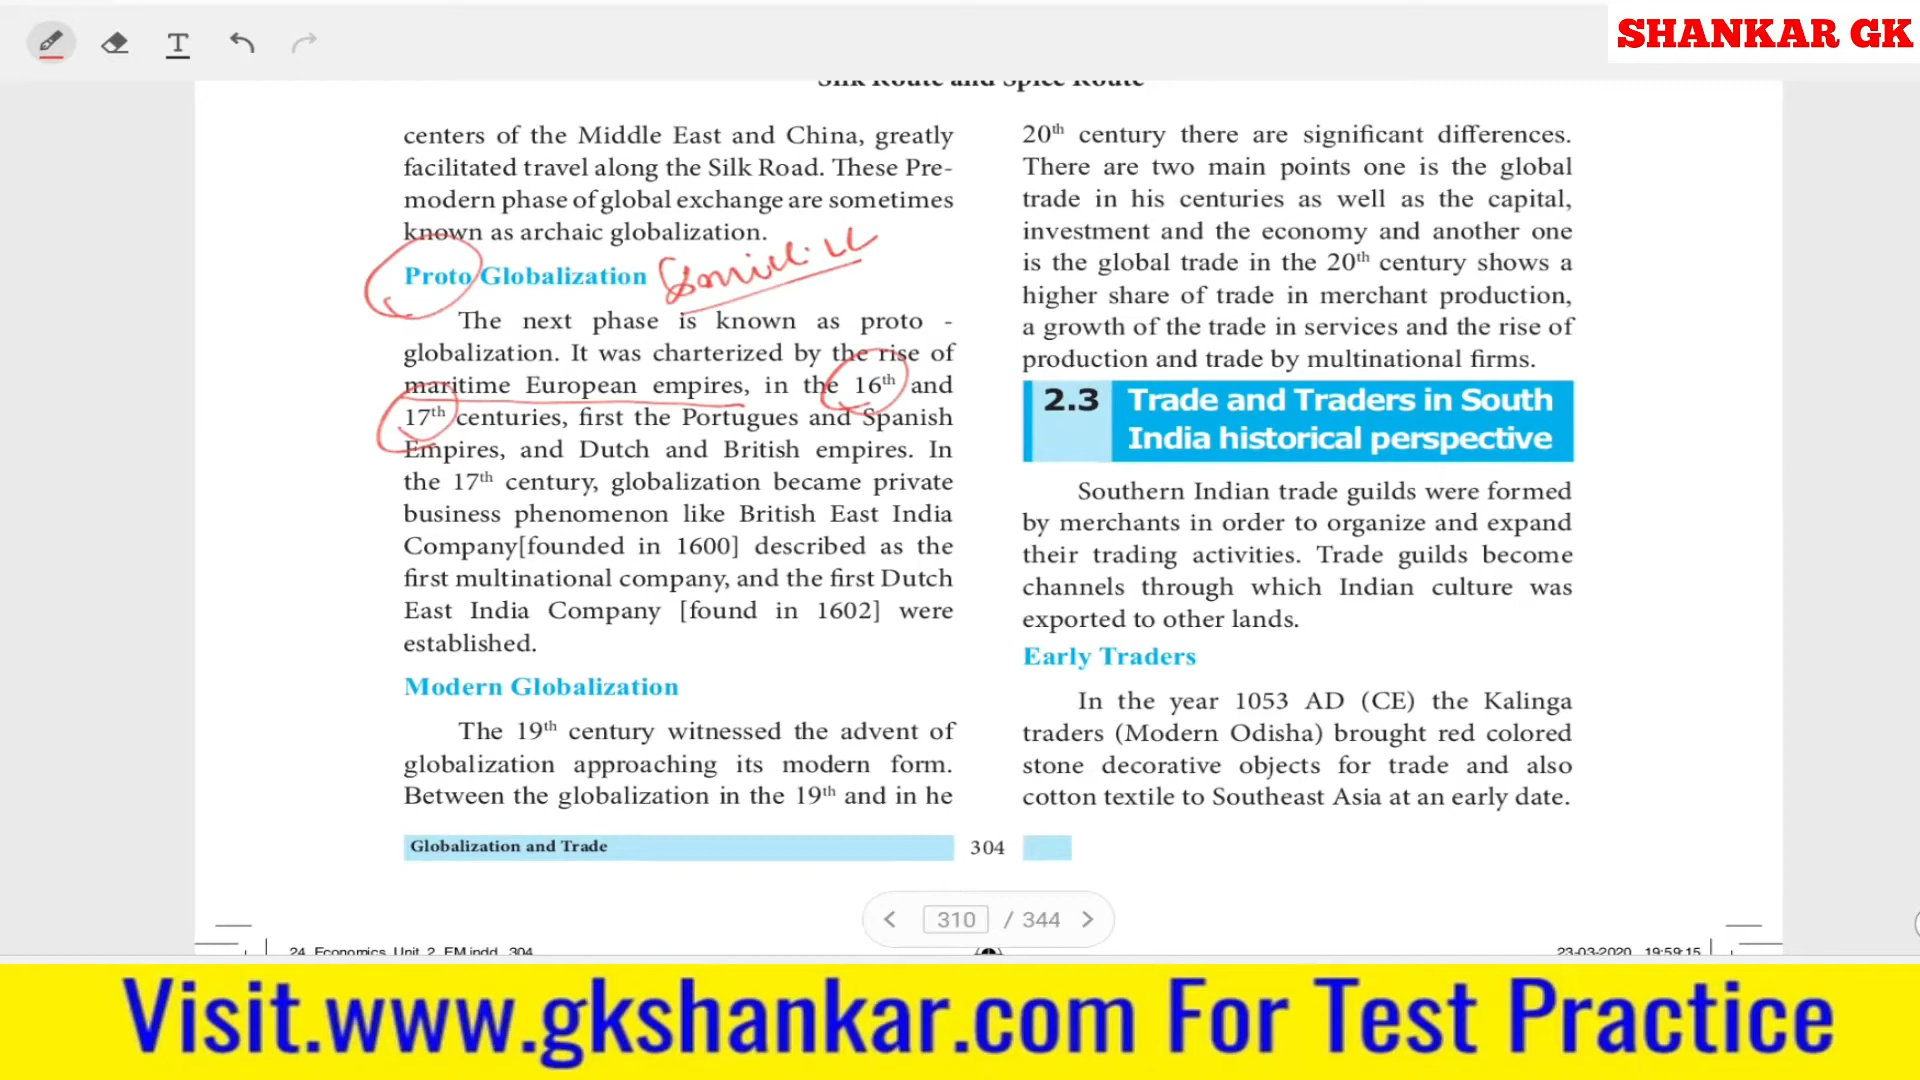 SHANKAR GK
T
Silk Route and Spice Route
centers of the Middle East and China, greatly
facilitated travel along the Silk Road. These Pre-
modern phase of global exchange are sometimes
known as archaic globalization.
Proto Globalization
The next phase is known as proto -
globalization. It was charterized by the rise of
maritime European empires, in the 16th and
17th centuries, first the Portugues and Spanish
Empires, and Dutch and British empires. In
the 17th century, globalization became private
business phenomenon like British East India
Company[founded in 1600] described as the
first multinational company, and the first Dutch
East India Company [found in 1602] were
established.
Modern Globalization
The 19th century witnessed the advent of
globalization approaching its modern form.
Between the globalization in the 19th and in he
20th century there are significant differences.
There are two main points one is the global
trade in his centuries as well as the capital,
investment and the economy and another one
is the global trade in the 20th century shows a
higher share of trade in merchant production,
a growth of the trade in services and the rise of
production and trade by multinational firms.
2.3 Trade and Traders in South
India historical perspective
Southern Indian trade guilds were formed
by merchants in order to organize and expand
their trading activities. Trade guilds become
channels through which Indian culture was
exported to other lands.
Early Traders
In the year 1053 AD (CE) the Kalinga
traders (Modern Odisha) brought red colored
stone decorative objects for trade and also
cotton textile to Southeast Asia at an early date.
Globalization and Trade 304
< 310 / 344 >
24_Economics_Unit_2_EM.indd 304 23-03-2020 19:59:15
Visit.www.gkshankar.com For Test Practice